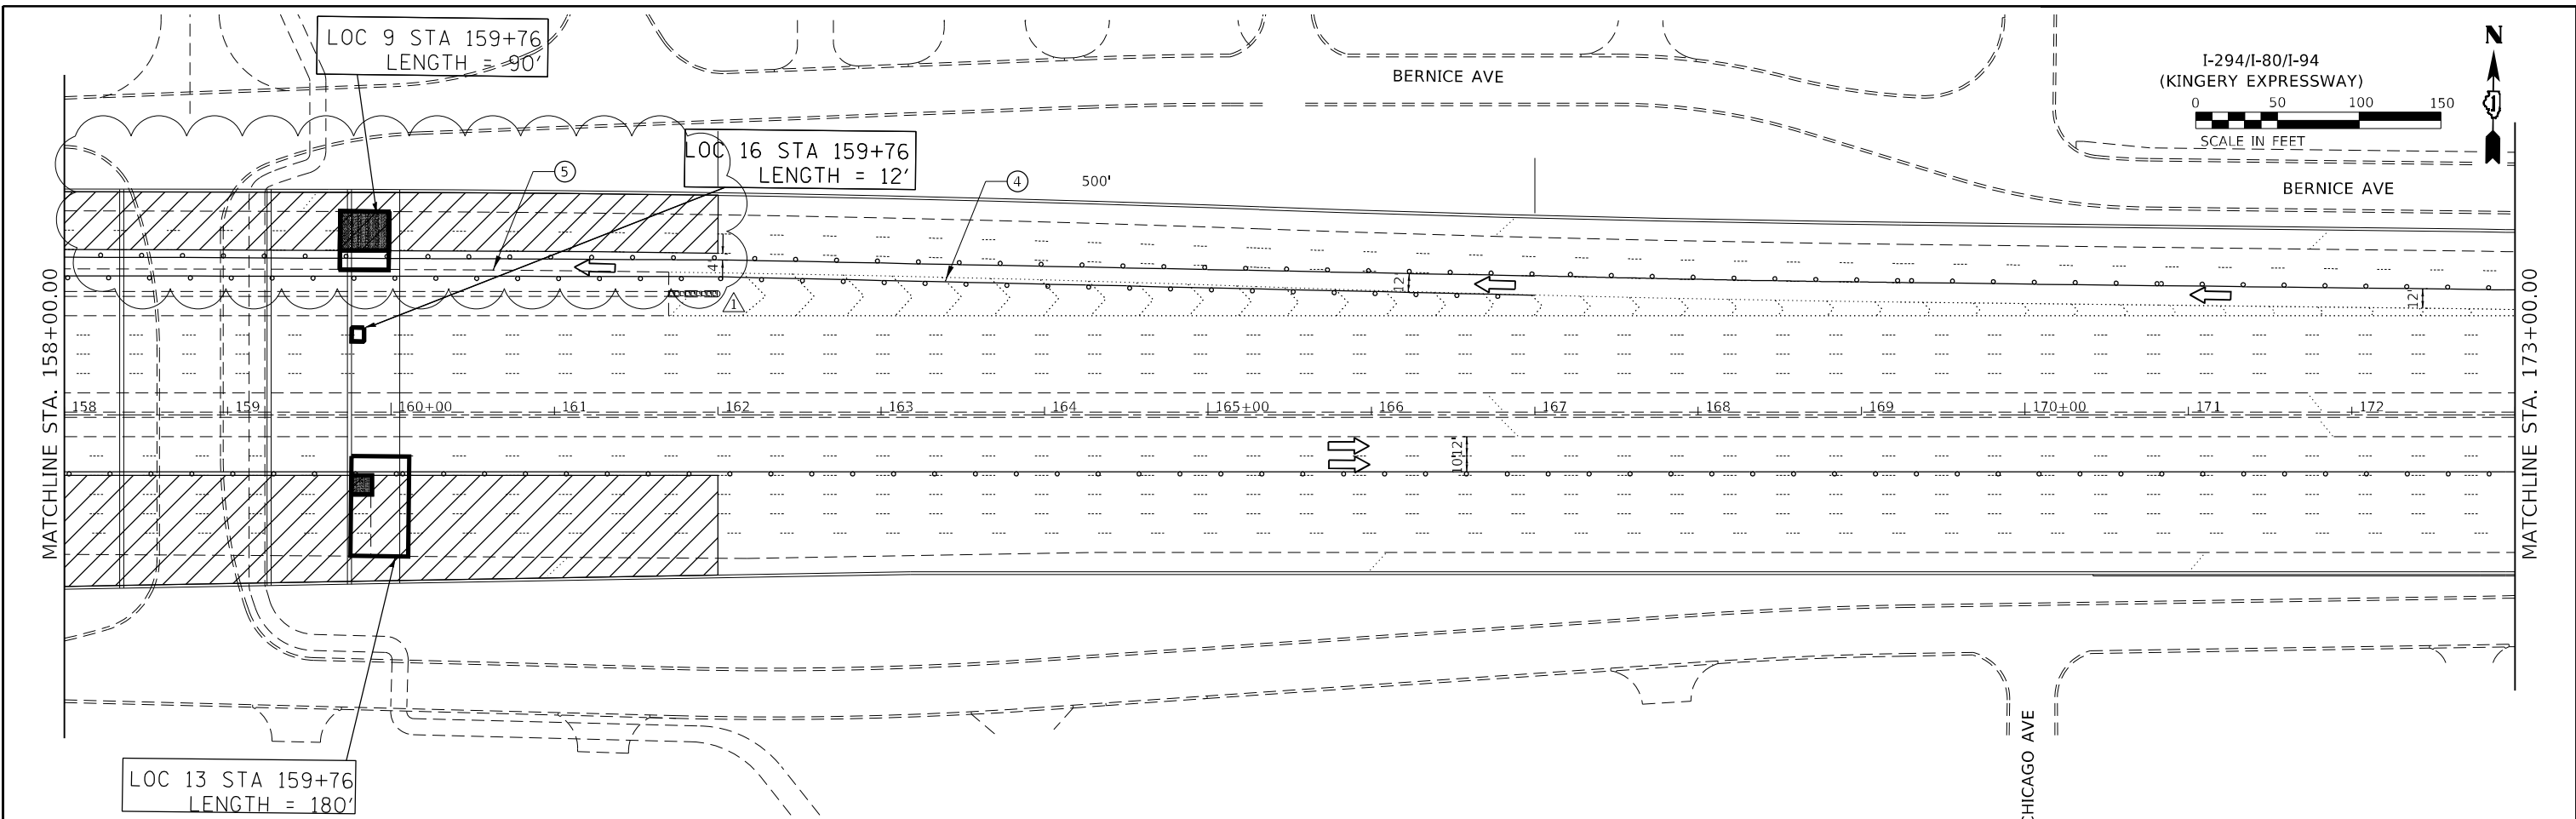 LOC 9 STA 159+76
LENGTH = 90'
BERNICE AVE
I-294/I-80/I-94
(KINGERY EXPRESSWAY)
0 50 100 150
SCALE IN FEET
N
1
LOC 16 STA 159+76
LENGTH = 12'
5
4
500'
BERNICE AVE
4'
12'
12'
1
MATCHLINE STA. 158+00.00
MATCHLINE STA. 173+00.00
158 159 160+00 161 162 163 164 165+00 166 167 168 169 170+00 171 172
12'
10'
LOC 13 STA 159+76
LENGTH = 180'
CHICAGO AVE